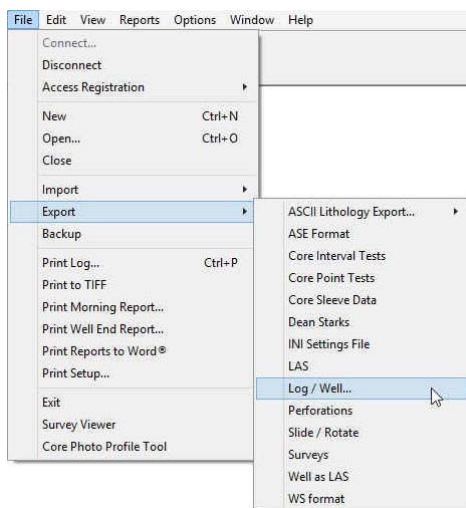 File Edit View Reports Options Window Help
Connect...
Disconnect
Access Registration
New Ctrl+N
Open... Ctrl+O
Close
Import
Export
Backup
Print Log... Ctrl+P
Print to TIFF
Print Morning Report...
Print Well End Report...
Print Reports to Word®
Print Setup...
Exit
Survey Viewer
Core Photo Profile Tool
ASCII Lithology Export...
ASE Format
Core Interval Tests
Core Point Tests
Core Sleeve Data
Dean Starks
INI Settings File
LAS
Log / Well...
Perforations
Slide / Rotate
Surveys
Well as LAS
WS format